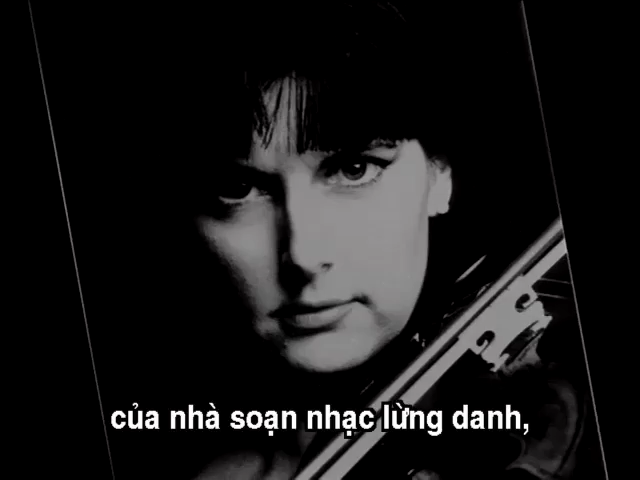 của nhà soạn nhạc lừng danh,